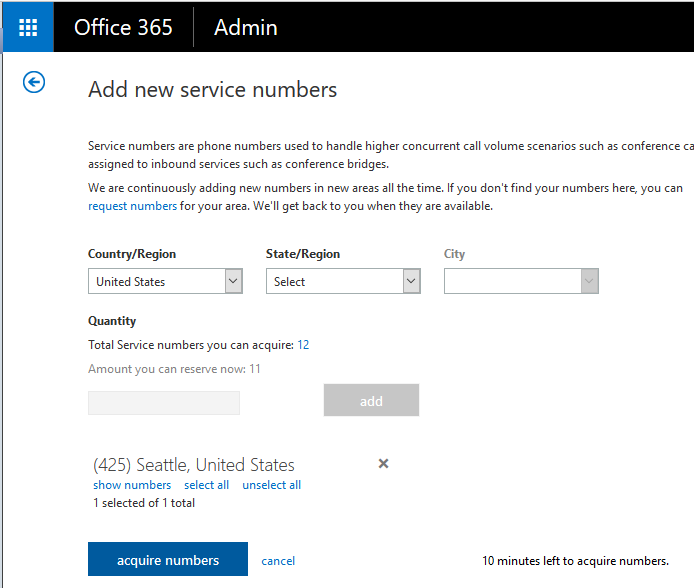 Office 365 Admin
Add new service numbers
Service numbers are phone numbers used to handle higher concurrent call volume scenarios such as conference ca
assigned to inbound services such as conference bridges.
We are continuously adding new numbers in new areas all the time. If you don't find your numbers here, you can
request numbers for your area. We'll get back to you when they are available.
Country/Region State/Region City
United States Select
Quantity
Total Service numbers you can acquire: 12
Amount you can reserve now: 11
add
(425) Seattle, United States
show numbers select all unselect all
1 selected of 1 total
acquire numbers cancel 10 minutes left to acquire numbers.